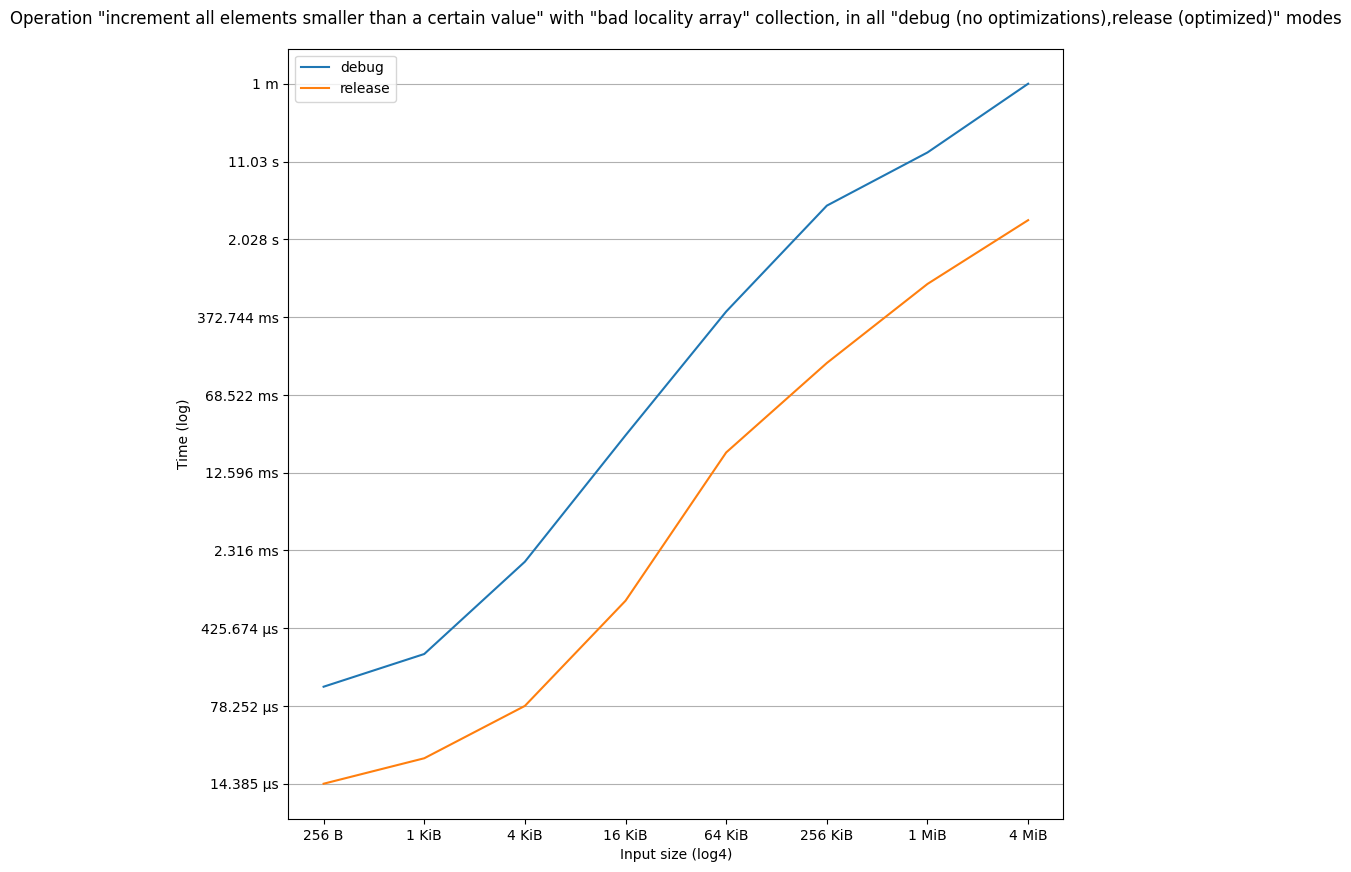 Operation "increment all elements smaller than a certain value" with "bad locality array" collection, in all "debug (no optimizations),release (optimized)" modes
debug
release
1 m
11.03 s
2.028 s
372.744 ms
68.522 ms
12.596 ms
2.316 ms
425.674 µs
78.252 µs
14.385 µs
Time (log)
256 B 1 KiB 4 KiB 16 KiB 64 KiB 256 KiB 1 MiB 4 MiB
Input size (log4)